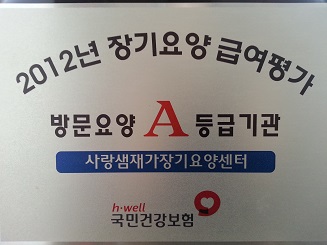 2012년 장기요양 급여평가
방문요양 A 등급기관
사랑샘재가장기요양센터
h·well
국민건강보험